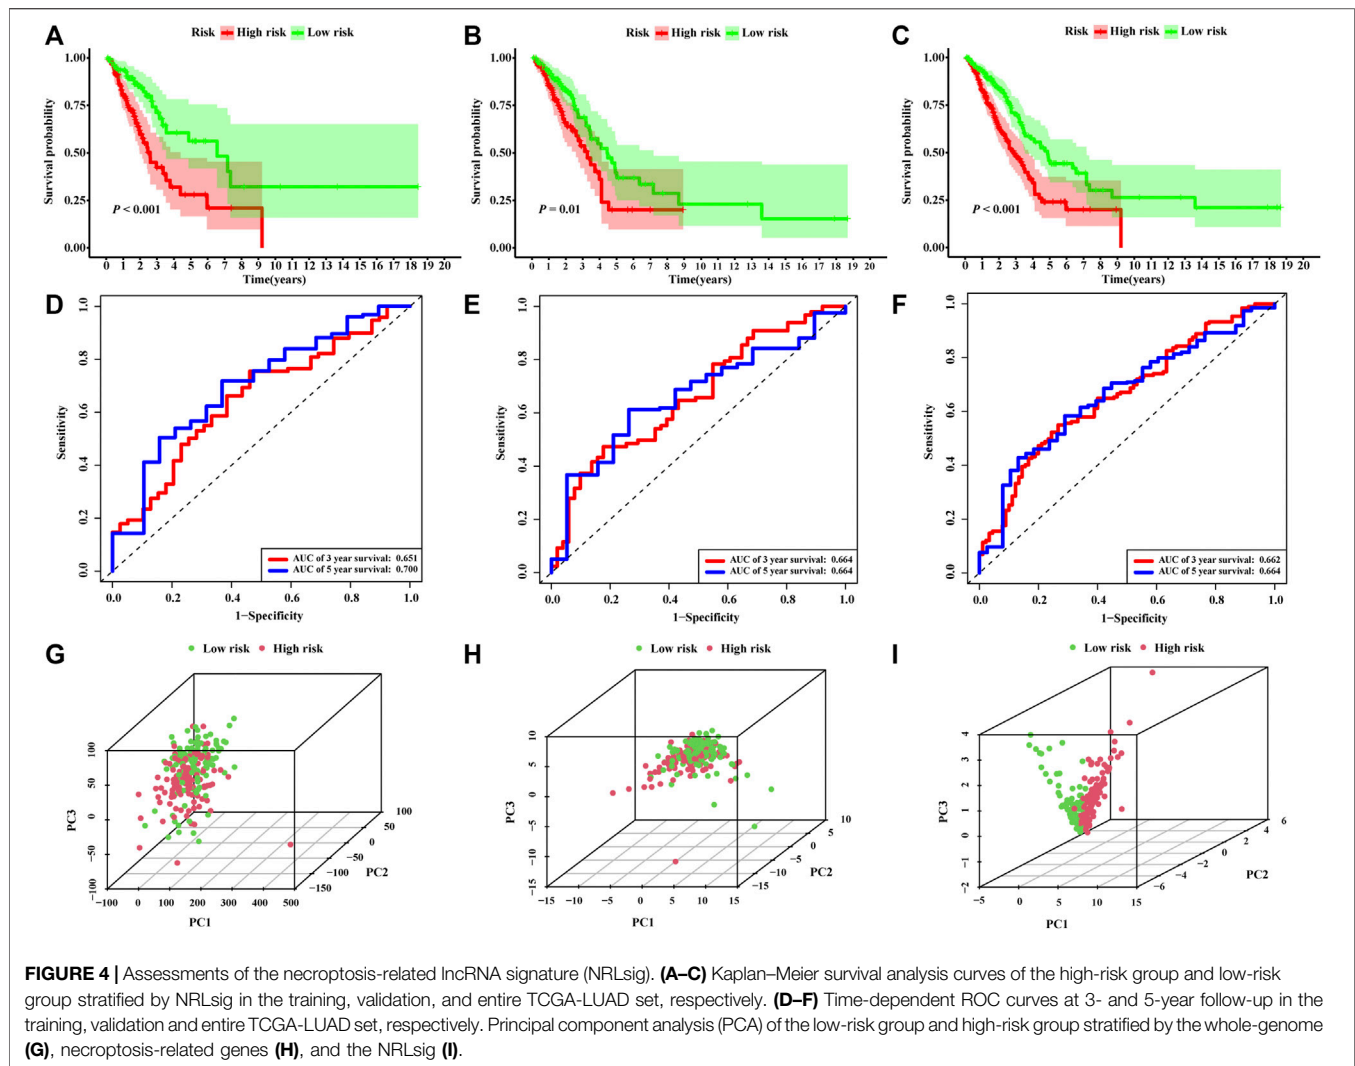 A
Risk High risk Low risk
Survival probability
1.00
0.75
0.50
0.25
0.00
P < 0.001
0 1 2 3 4 5 6 7 8 9 10 11 12 13 14 15 16 17 18 19 20
Time(years)
B
Risk High risk Low risk
Survival probability
1.00
0.75
0.50
0.25
0.00
P = 0.01
0 1 2 3 4 5 6 7 8 9 10 11 12 13 14 15 16 17 18 19 20
Time(years)
C
Risk High risk Low risk
Survival probability
1.00
0.75
0.50
0.25
0.00
P < 0.001
0 1 2 3 4 5 6 7 8 9 10 11 12 13 14 15 16 17 18 19 20
Time(years)
D
Sensitivity
1.0
0.8
0.6
0.4
0.2
0.0
AUC of 3 year survival: 0.651
AUC of 5 year survival: 0.700
0.0 0.2 0.4 0.6 0.8 1.0
1−Specificity
E
Sensitivity
1.0
0.8
0.6
0.4
0.2
0.0
AUC of 3 year survival: 0.664
AUC of 5 year survival: 0.664
0.0 0.2 0.4 0.6 0.8 1.0
1−Specificity
F
Sensitivity
1.0
0.8
0.6
0.4
0.2
0.0
AUC of 3 year survival: 0.662
AUC of 5 year survival: 0.664
0.0 0.2 0.4 0.6 0.8 1.0
1−Specificity
G
Low risk High risk
PC3
100
50
0
−50
−100
−100 0 100 200 300 400 500
PC1
−150
−100
−50
0
50
100
PC2
H
Low risk High risk
PC3
10
5
0
−5
−10
−15
−15 −10 −5 0 5 10 15
PC1
−15
−10
−5
0
5
10
PC2
I
Low risk High risk
PC3
4
3
2
1
0
−1
−2
−5 0 5 10 15
PC1
−6
−4
−2
0
2
4
6
PC2
FIGURE 4 | Assessments of the necroptosis-related lncRNA signature (NRLsig). (A–C) Kaplan–Meier survival analysis curves of the high-risk group and low-risk
group stratified by NRLsig in the training, validation, and entire TCGA-LUAD set, respectively. (D–F) Time-dependent ROC curves at 3- and 5-year follow-up in the
training, validation and entire TCGA-LUAD set, respectively. Principal component analysis (PCA) of the low-risk group and high-risk group stratified by the whole-genome
(G), necroptosis-related genes (H), and the NRLsig (I).